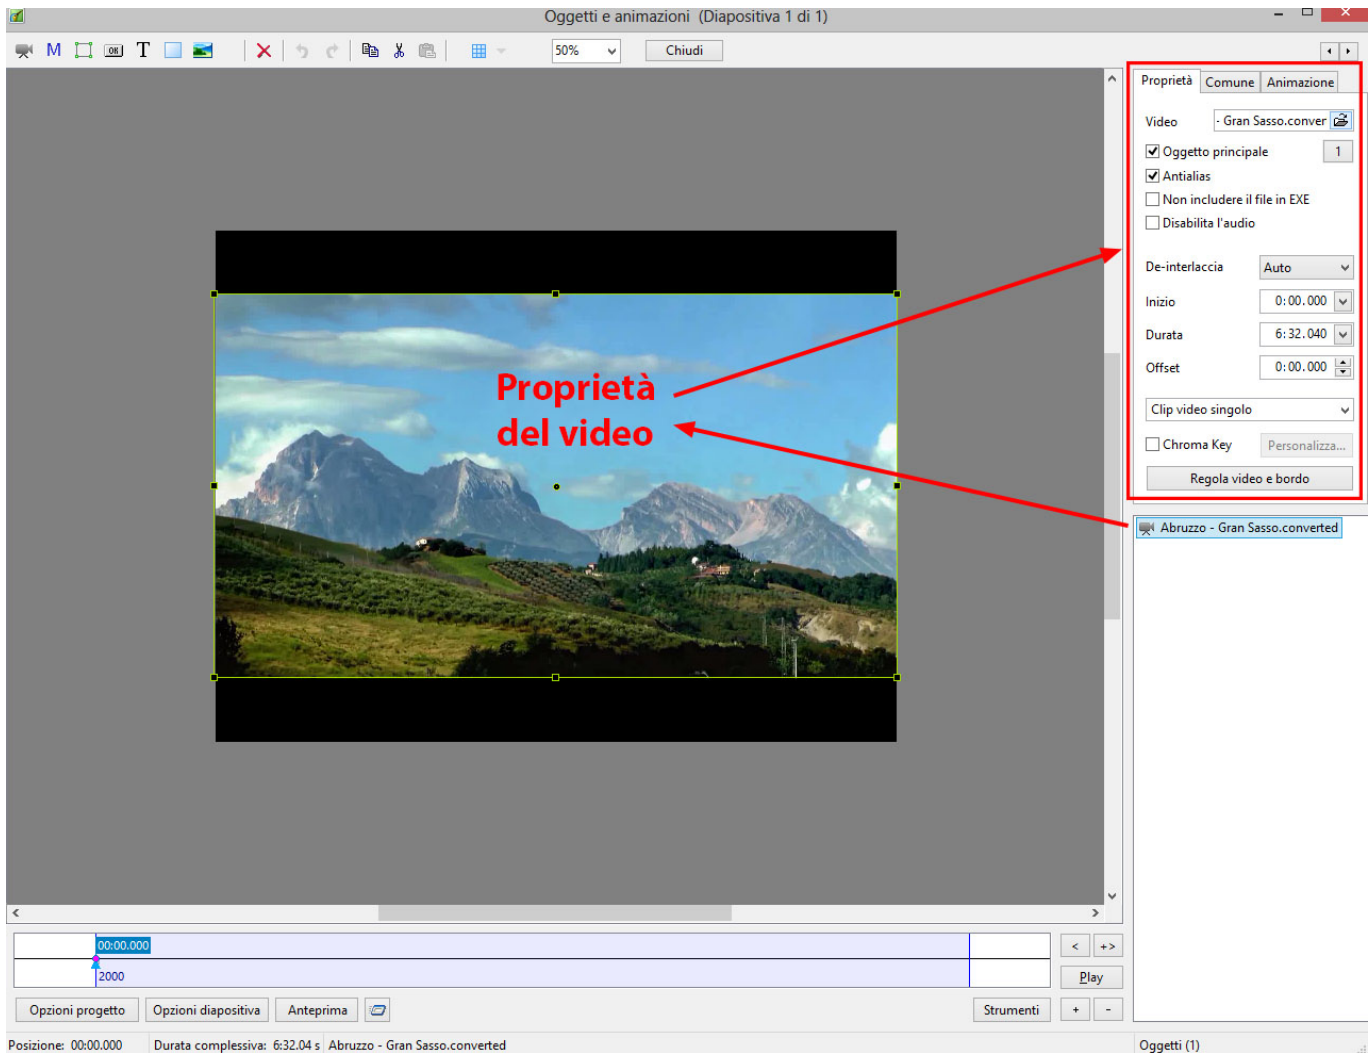 Oggetti e animazioni (Diapositiva 1 di 1)
M OK T 50% Chiudi
Proprietà Comune Animazione
Video - Gran Sasso.conver
Oggetto principale 1
Antialias
Non includere il file in EXE
Disabilita l'audio
De-interlaccia Auto
Inizio 0:00.000
Durata 6:32.040
Offset 0:00.000
Clip video singolo
Chroma Key Personalizza...
Regola video e bordo
Proprietà
del video
Abruzzo - Gran Sasso.converted
00:00.000
2000
< +>
Play
Opzioni progetto Opzioni diapositiva Anteprima Strumenti + -
Posizione: 00:00.000 Durata complessiva: 6:32.04 s Abruzzo - Gran Sasso.converted Oggetti (1)